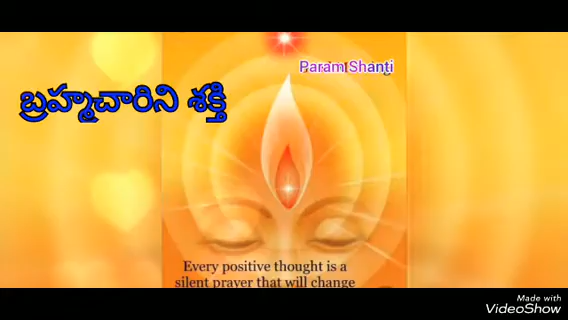 Param Shanti
బ్రహ్మచారిని శక్తి
Every positive thought is a
silent prayer that will change
Made with
VideoShow